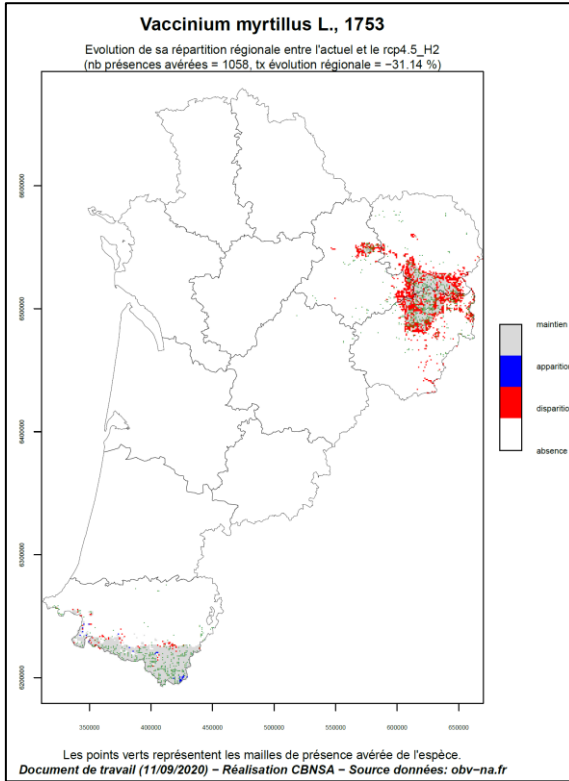 Vaccinium myrtillus L., 1753
Evolution de sa répartition régionale entre l'actuel et le rcp4.5_H2
(nb présences avérées = 1058, tx évolution régionale = −31.14 %)
6600000
6500000
6400000
6300000
6200000
maintien
apparition
disparitio
absence
350000 400000 450000 500000 550000 600000 650000
Les points verts représentent les mailles de présence avérée de l'espèce.
Document de travail (11/09/2020) − Réalisation CBNSA − Source données: obv−na.fr